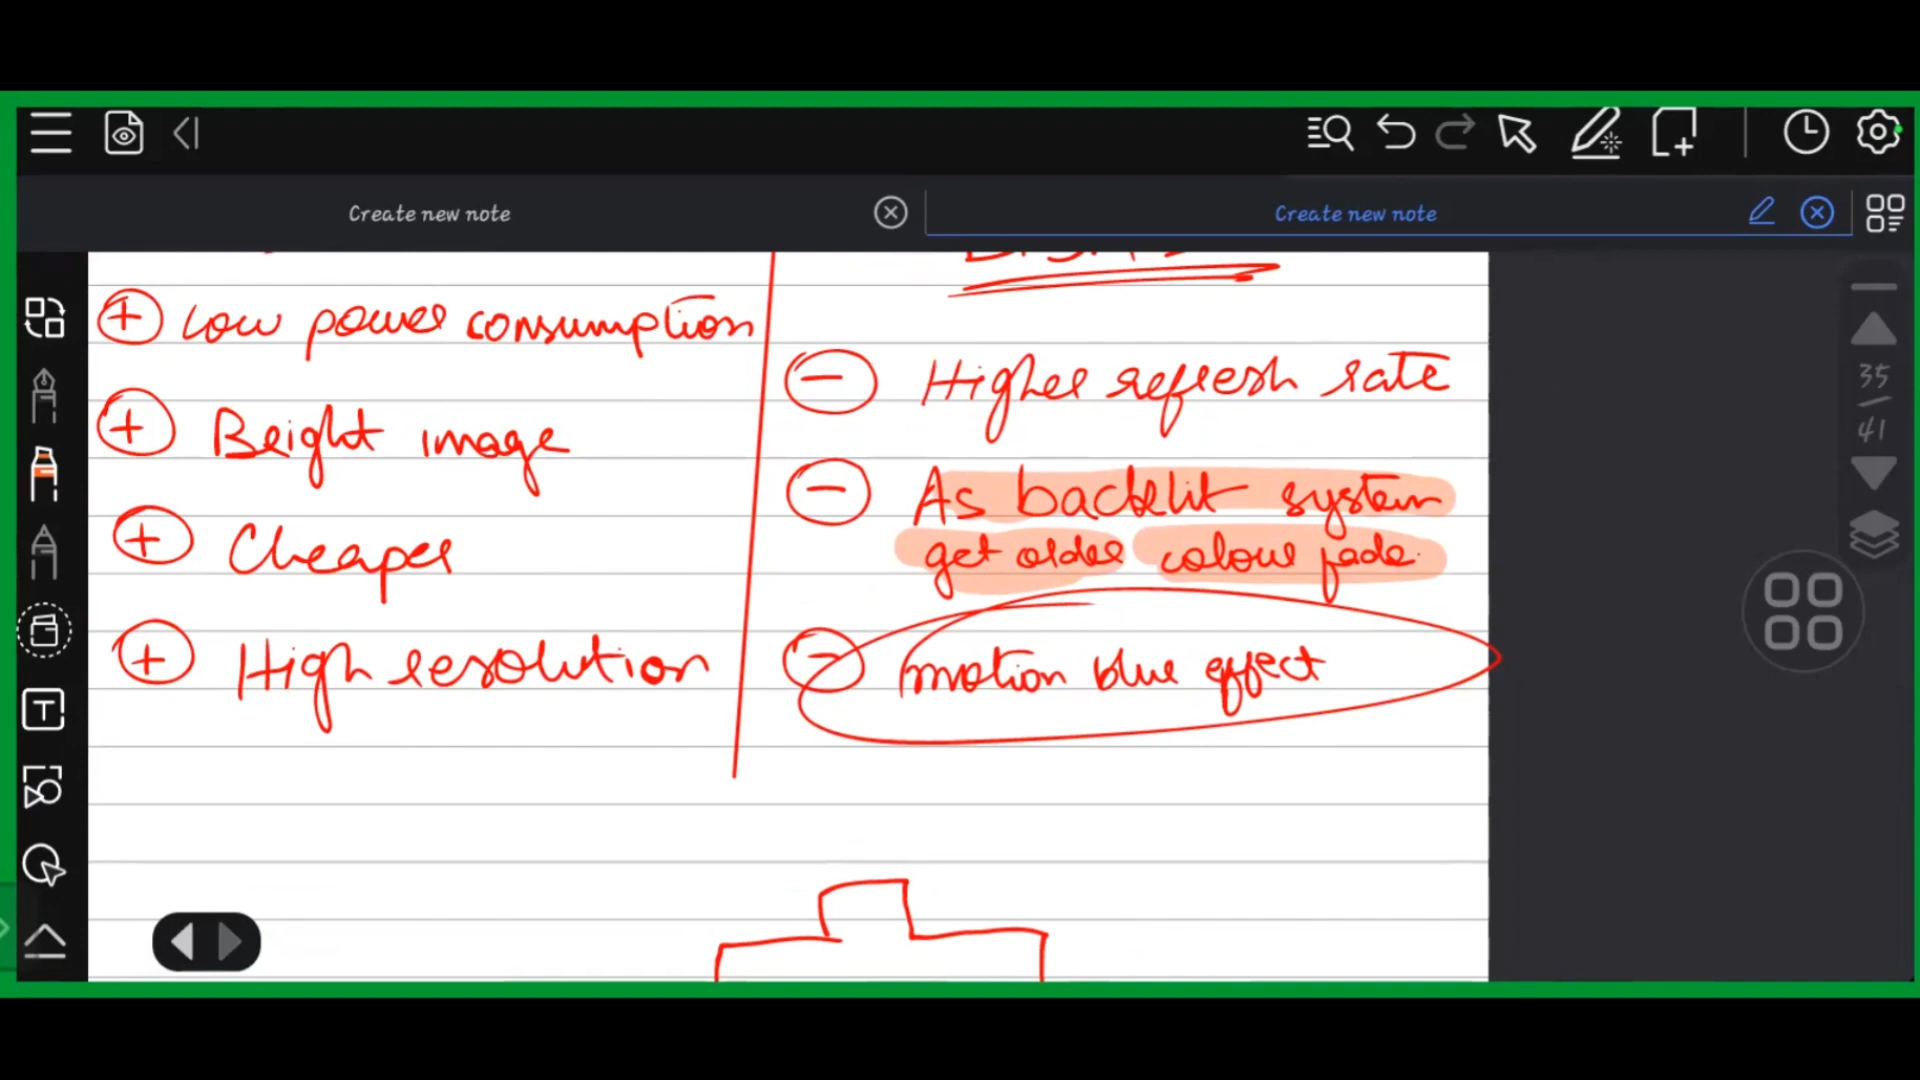 Create new note
Create new note
Low power consumption
Bright image
Cheaper
High resolution
Higher refresh rate
As backlit system
get older colour fade.
motion blur effect
35
41
T